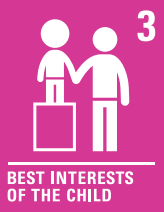 3
BEST INTERESTS
OF THE CHILD